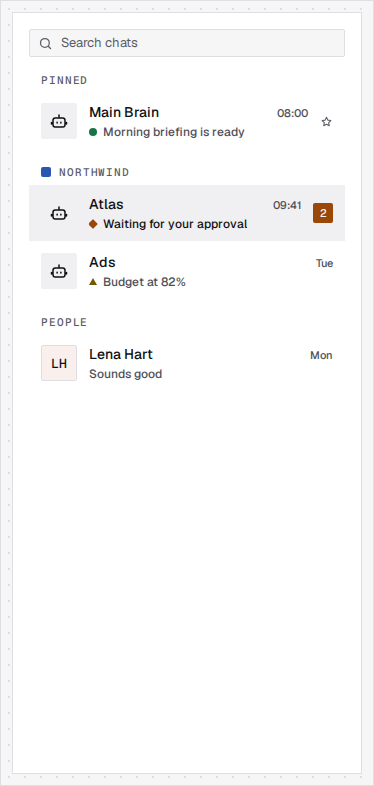 Search chats
PINNED
Main Brain 08:00
Morning briefing is ready
NORTHWIND
Atlas 09:41
Waiting for your approval 2
Ads Tue
Budget at 82%
PEOPLE
LH Lena Hart Mon
Sounds good